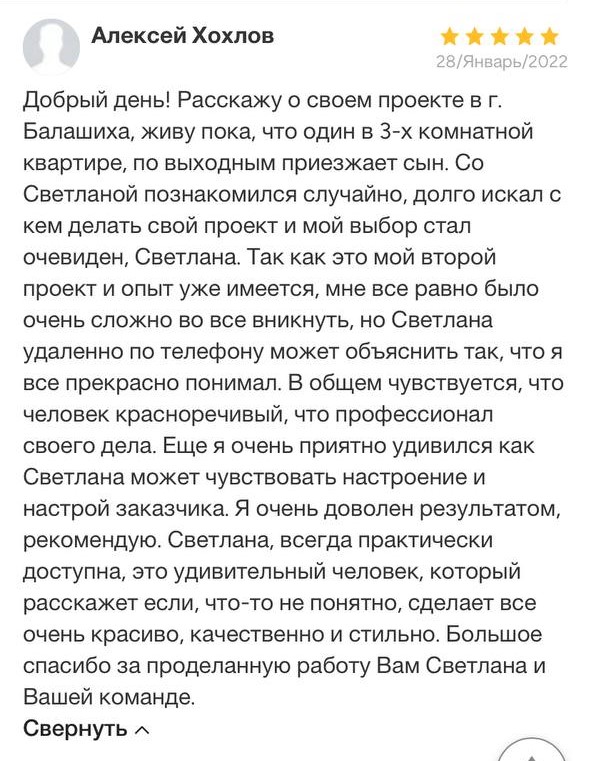 Алексей Хохлов
28/Январь/2022
Добрый день! Расскажу о своем проекте в г.
Балашиха, живу пока, что один в 3-х комнатной
квартире, по выходным приезжает сын. Со
Светланой познакомился случайно, долго искал с
кем делать свой проект и мой выбор стал
очевиден, Светлана. Так как это мой второй
проект и опыт уже имеется, мне все равно было
очень сложно во все вникнуть, но Светлана
удаленно по телефону может объяснить так, что я
все прекрасно понимал. В общем чувствуется, что
человек красноречивый, что профессионал
своего дела. Еще я очень приятно удивился как
Светлана может чувствовать настроение и
настрой заказчика. Я очень доволен результатом,
рекомендую. Светлана, всегда практически
доступна, это удивительный человек, который
расскажет если, что-то не понятно, сделает все
очень красиво, качественно и стильно. Большое
спасибо за проделанную работу Вам Светлана и
Вашей команде.
Свернуть